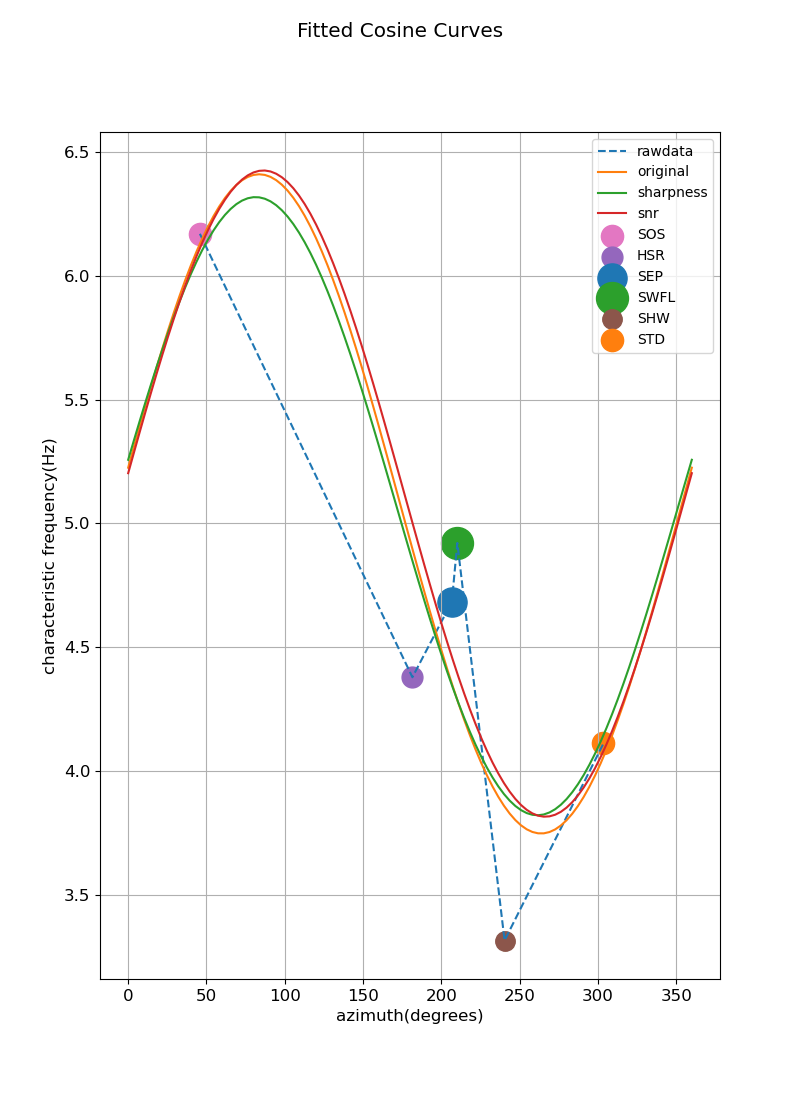 Fitted Cosine Curves
6.5
6.0
5.5
5.0
4.5
4.0
3.5
characteristic frequency(Hz)
rawdata
original
sharpness
snr
SOS
HSR
SEP
SWFL
SHW
STD
0 50 100 150 200 250 300 350
azimuth(degrees)